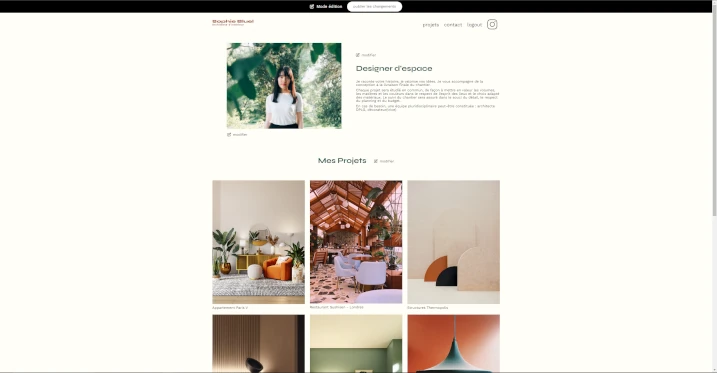 Mode édition
publier les changements
Sophie Bluel
projets
contact
logout
modifier
Designer d'espace
Je raconte votre histoire, je valorise vos idées. Je vous accompagne de la
conception à la livraison finale du chantier.
Chaque projet sera étudié en commun, de façon à mettre en valeur les volumes,
les matières et les couleurs dans le respect de l'esprit des lieux et le choix adapté
des matériaux. Le suivi du chantier sera assuré dans le souci du détail, le respect
du planning et du budget.
En cas de besoin, une équipe pluridisciplinaire peut-être constituée : architecte
DPLG, décorateur(trice)
modifier
Mes Projets
modifier
Appartement Paris V
Restaurant Sushisen - Londres
Structures Thermopolis